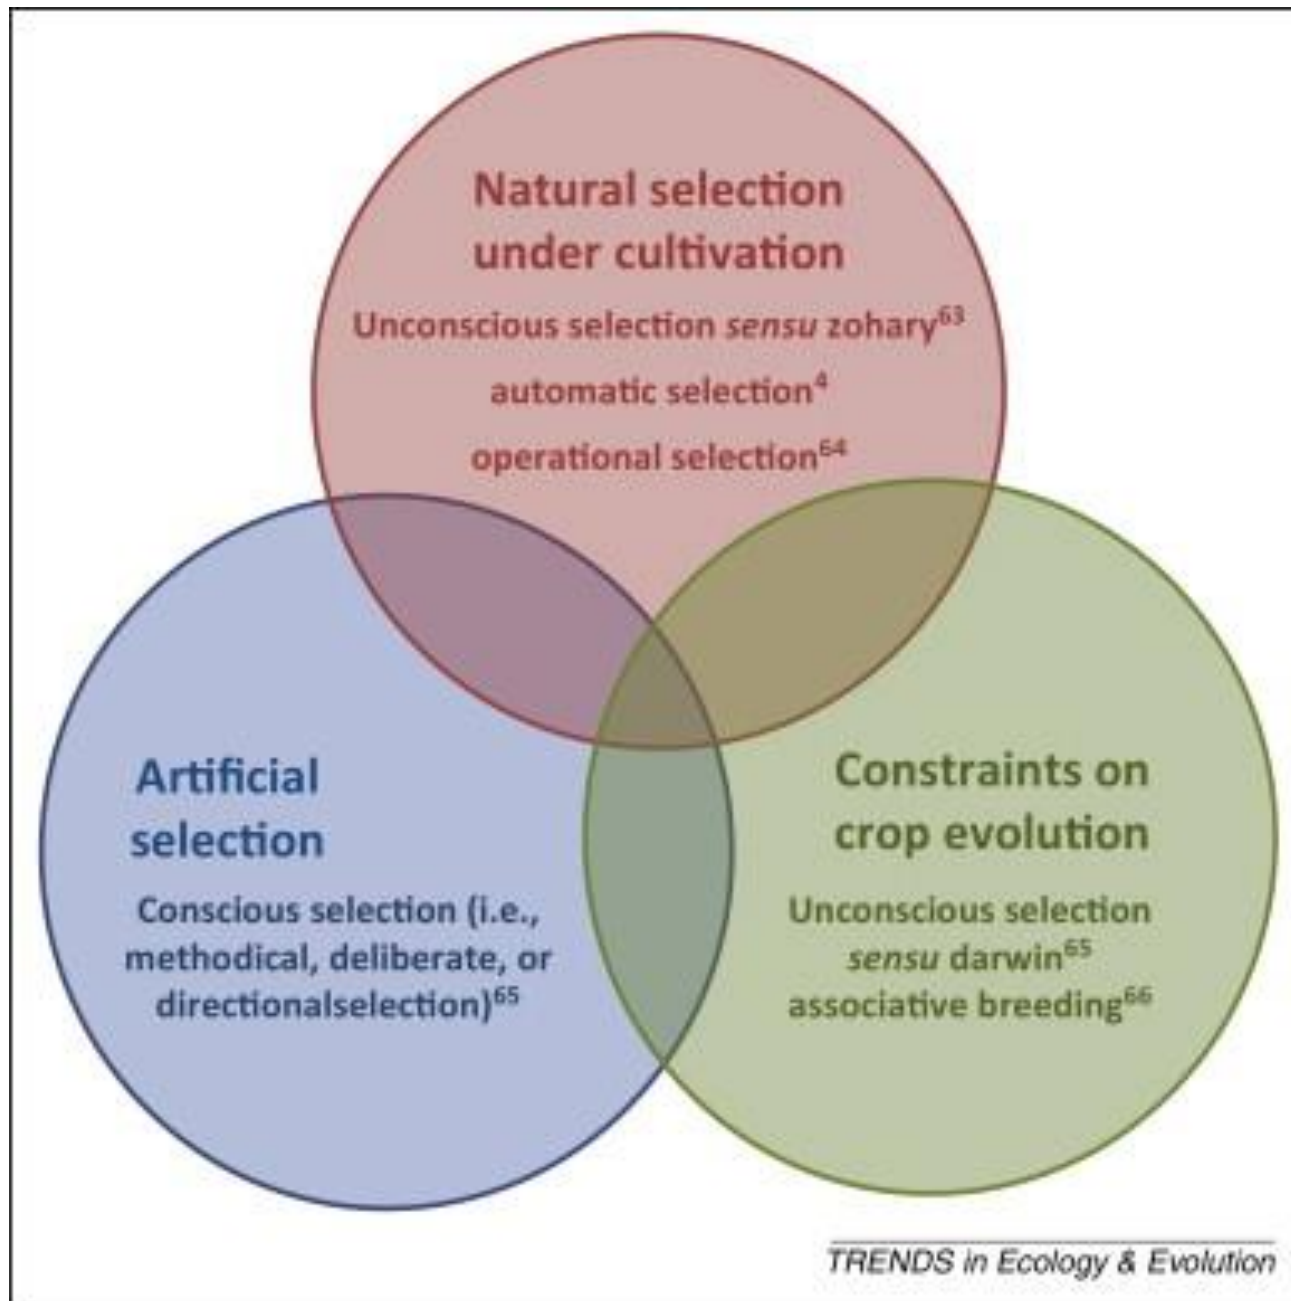 Natural selection
under cultivation
Unconscious selection sensu zohary63
automatic selection4
operational selection64
Artificial
selection
Conscious selection (i.e.,
methodical, deliberate, or
directionalselection)65
Constraints on
crop evolution
Unconscious selection
sensu darwin65
associative breeding66
TRENDS in Ecology & Evolution